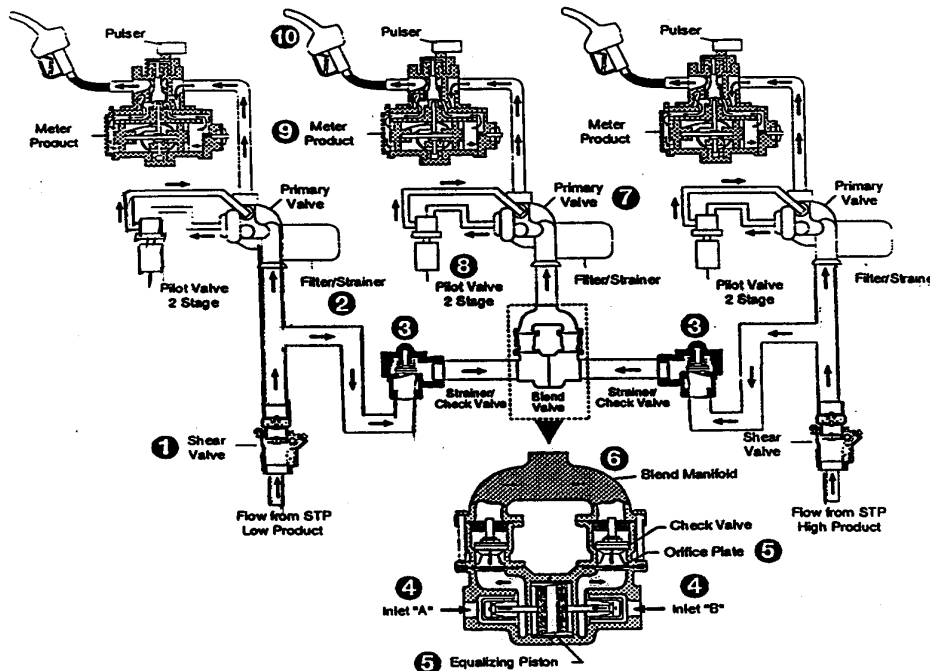 Pulser
10
Pulser
Pulser
Meter
Product
9 Meter
Product
Meter
Product
Primary
Valve
Primary
Valve
7
Primary
Valve
Pilot Valve
2 Stage
Filter/Strainer
2
8
Pilot Valve
2 Stage
Filter/Strainer
Pilot Valve
2 Stage
Filter/Strain
3
3
Strainer/
Check Valve
Blend
Valve
Strainer/
Check Valve
1 Shear
Valve
Shear
Valve
6
Blend Manifold
Flow from STP
Low Product
Flow from STP
High Product
Check Valve
Orifice Plate 5
4
Inlet "A"
4
Inlet "B"
5 Equalizing Piston